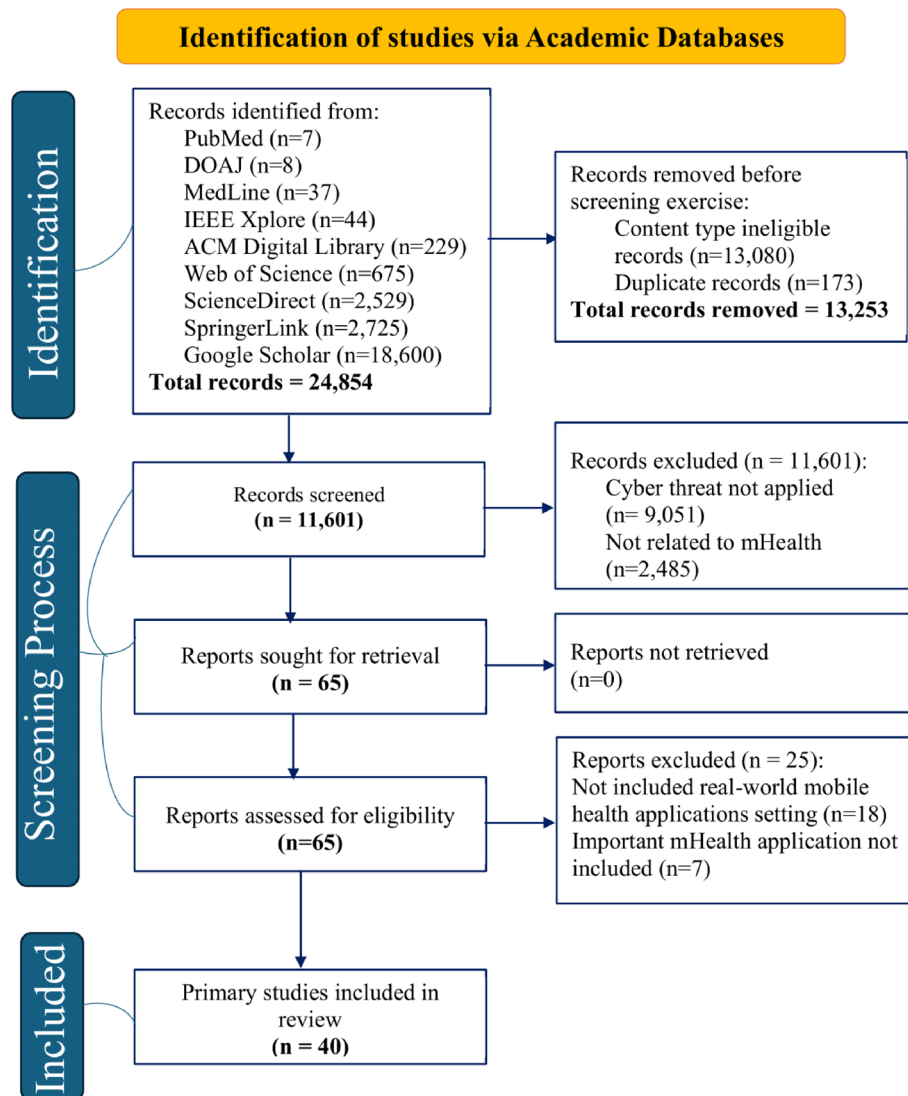 Identification of studies via Academic Databases
Identification
Records identified from:
PubMed (n=7)
DOAJ (n=8)
MedLine (n=37)
IEEE Xplore (n=44)
ACM Digital Library (n=229)
Web of Science (n=675)
ScienceDirect (n=2,529)
SpringerLink (n=2,725)
Google Scholar (n=18,600)
Total records = 24,854
Records removed before
screening exercise:
Content type ineligible
records (n=13,080)
Duplicate records (n=173)
Total records removed = 13,253
Screening Process
Records screened
(n = 11,601)
Records excluded (n = 11,601):
Cyber threat not applied
(n= 9,051)
Not related to mHealth
(n=2,485)
Reports sought for retrieval
(n = 65)
Reports not retrieved
(n=0)
Reports assessed for eligibility
(n=65)
Reports excluded (n = 25):
Not included real-world mobile
health applications setting (n=18)
Important mHealth application not
included (n=7)
Included
Primary studies included in
review
(n = 40)